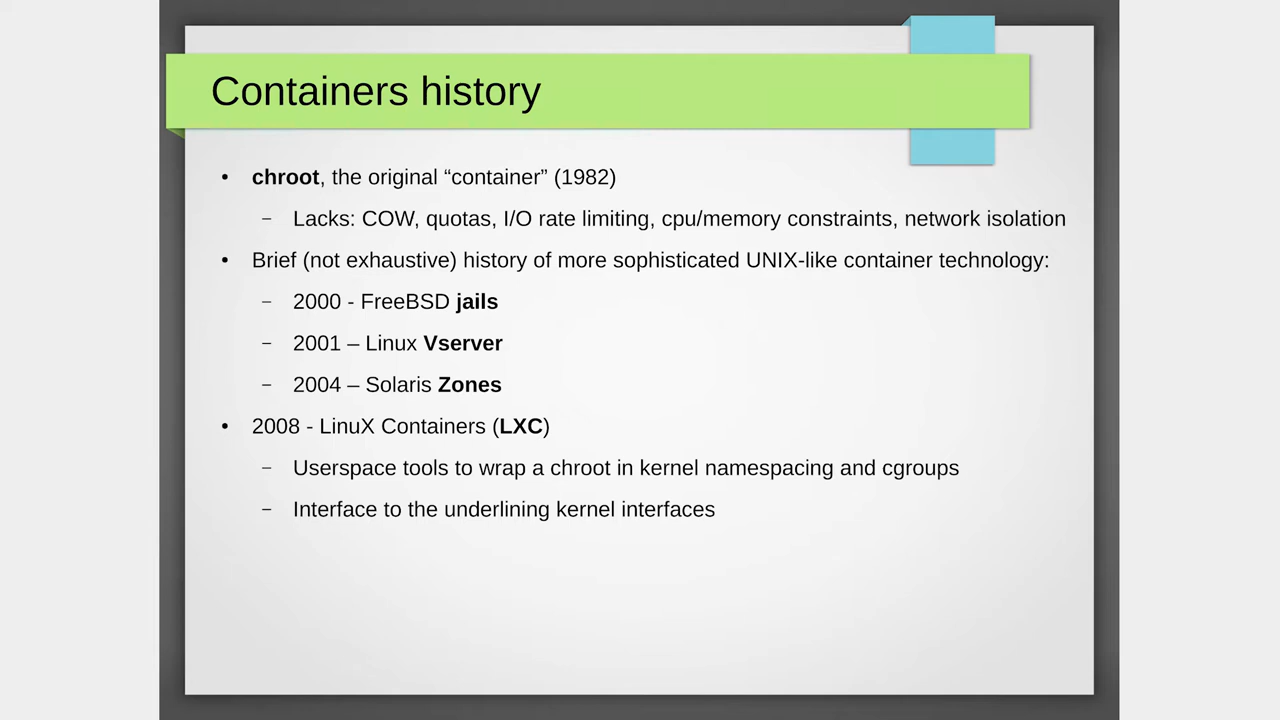 Containers history
• chroot, the original “container” (1982)
– Lacks: COW, quotas, I/O rate limiting, cpu/memory constraints, network isolation
• Brief (not exhaustive) history of more sophisticated UNIX-like container technology:
– 2000 - FreeBSD jails
– 2001 – Linux Vserver
– 2004 – Solaris Zones
• 2008 - LinuX Containers (LXC)
– Userspace tools to wrap a chroot in kernel namespacing and cgroups
– Interface to the underlining kernel interfaces